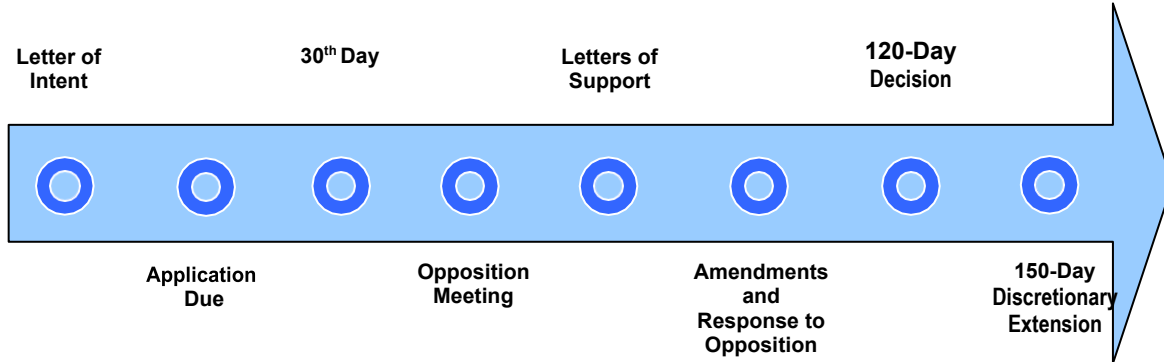 Letter of
Intent
30th Day
Letters of
Support
120-Day
Decision
Application
Due
Opposition
Meeting
Amendments
and
Response to
Opposition
150-Day
Discretionary
Extension